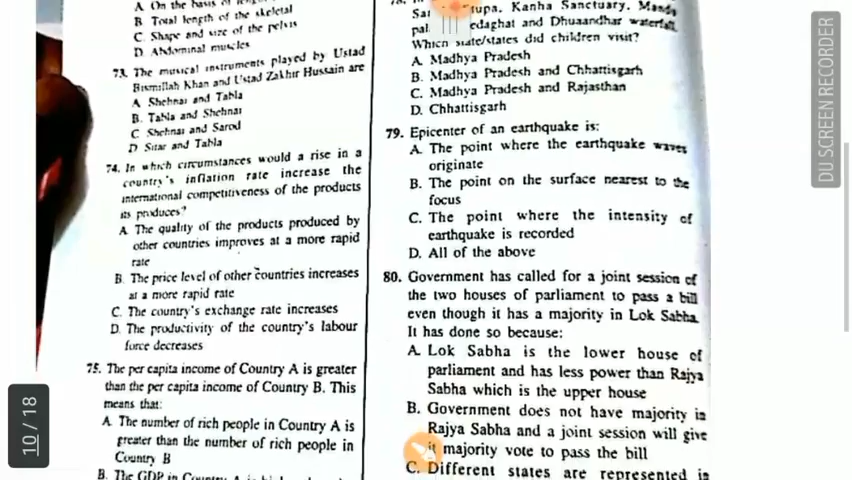 A. On the basis of
B. Total length of the skeletal
C. Shape and size of the pelvis
D. Abdominal muscles
73. The musical instruments played by Ustad
Bismillah Khan and Ustad Zakhir Hussain are
A Shehnai and Tabla
B. Tabla and Shehnai
C Shehnai and Sarod
D Sitar and Tabla
74. In which circumstances would a rise in a
country's inflation rate increase the
international competitiveness of the products
its produces?
A The quality of the products produced by
other countries improves at a more rapid
rate
B. The price level of other countries increases
at a more rapid rate
C. The country's exchange rate increases
D. The productivity of the country's labour
force decreases
75. The per capita income of Country A is greater
than the per capita income of Country B. This
means that:
A. The number of rich people in Country A is
greater than the number of rich people in
Country B
B. The GDP in Country A is
Kanha Sanctuary,
and Dhuaandhar waterfall.
Which state/states did children visit?
A. Madhya Pradesh
B. Madhya Pradesh and Chhattisgarh
C. Madhya Pradesh and Rajasthan
D. Chhattisgarh
79. Epicenter of an earthquake is:
A. The point where the earthquake waves
originate
B. The point on the surface nearest to the
focus
C. The point where the intensity of
earthquake is recorded
D. All of the above
80. Government has called for a joint session of
the two houses of parliament to pass a bill
even though it has a majority in Lok Sabha.
It has done so because:
A. Lok Sabha is the lower house of
parliament and has less power than Rajya
Sabha which is the upper house
B. Government does not have majority in
Rajya Sabha and a joint session will give
it majority vote to pass the bill
C. Different states are represented in
10 / 18
DU SCREEN RECORDER